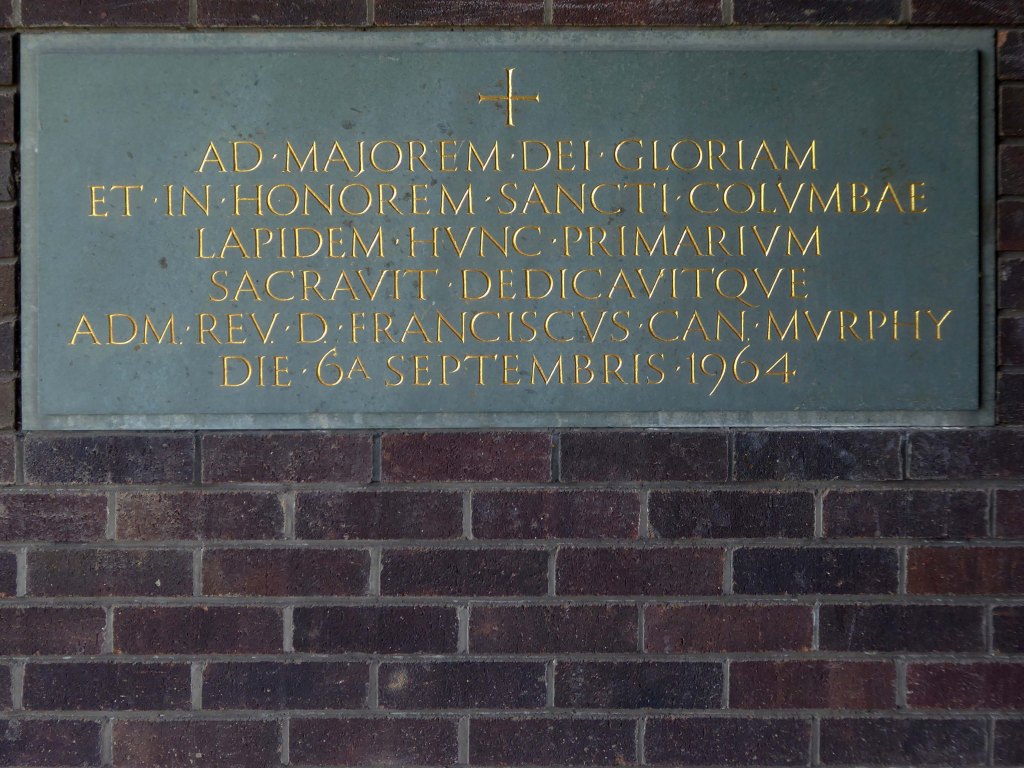 AD·MAJOREM·DEI·GLORIAM
ET·IN·HONOREM·SANCTI·COLVMBAE
LAPIDEM·HVNC·PRIMARIVM
SACRAVIT·DEDICAVITQVE
ADM.·REV.·D.·FRANCISCVS·CAN.·MVRPHY
DIE·6A SEPTEMBRIS·1964·